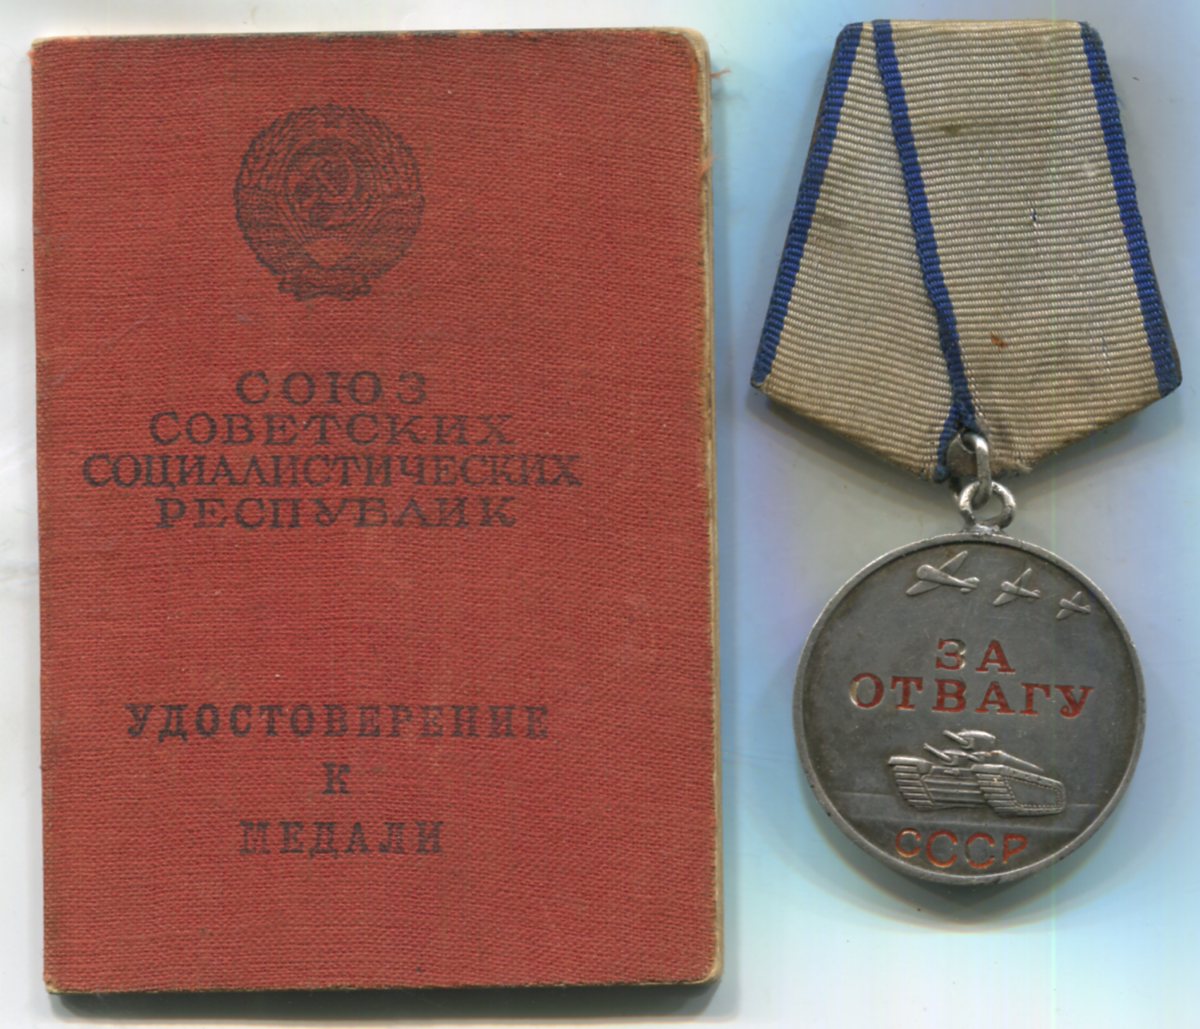 СОЮЗ
СОВЕТСКИХ
СОЦИАЛИСТИЧЕСКИХ
РЕСПУБЛИК
УДОСТОВЕРЕНИЕ
К
МЕДАЛИ
ЗА
ОТВАГУ
СССР